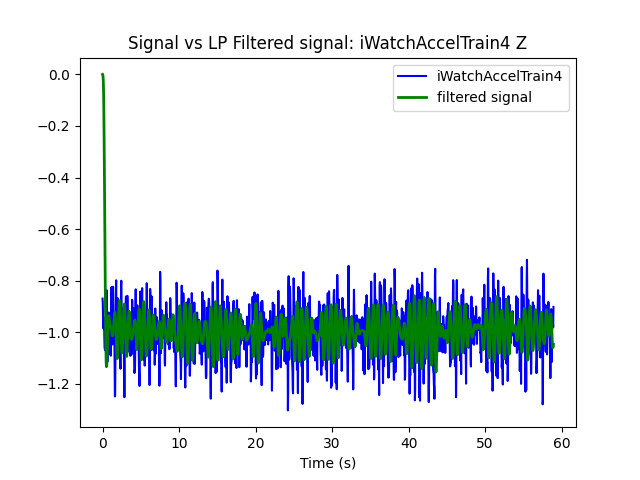 Signal vs LP Filtered signal: iWatchAccelTrain4 Z
iWatchAccelTrain4
filtered signal
0.0
−0.2
−0.4
−0.6
−0.8
−1.0
−1.2
0 10 20 30 40 50 60
Time (s)